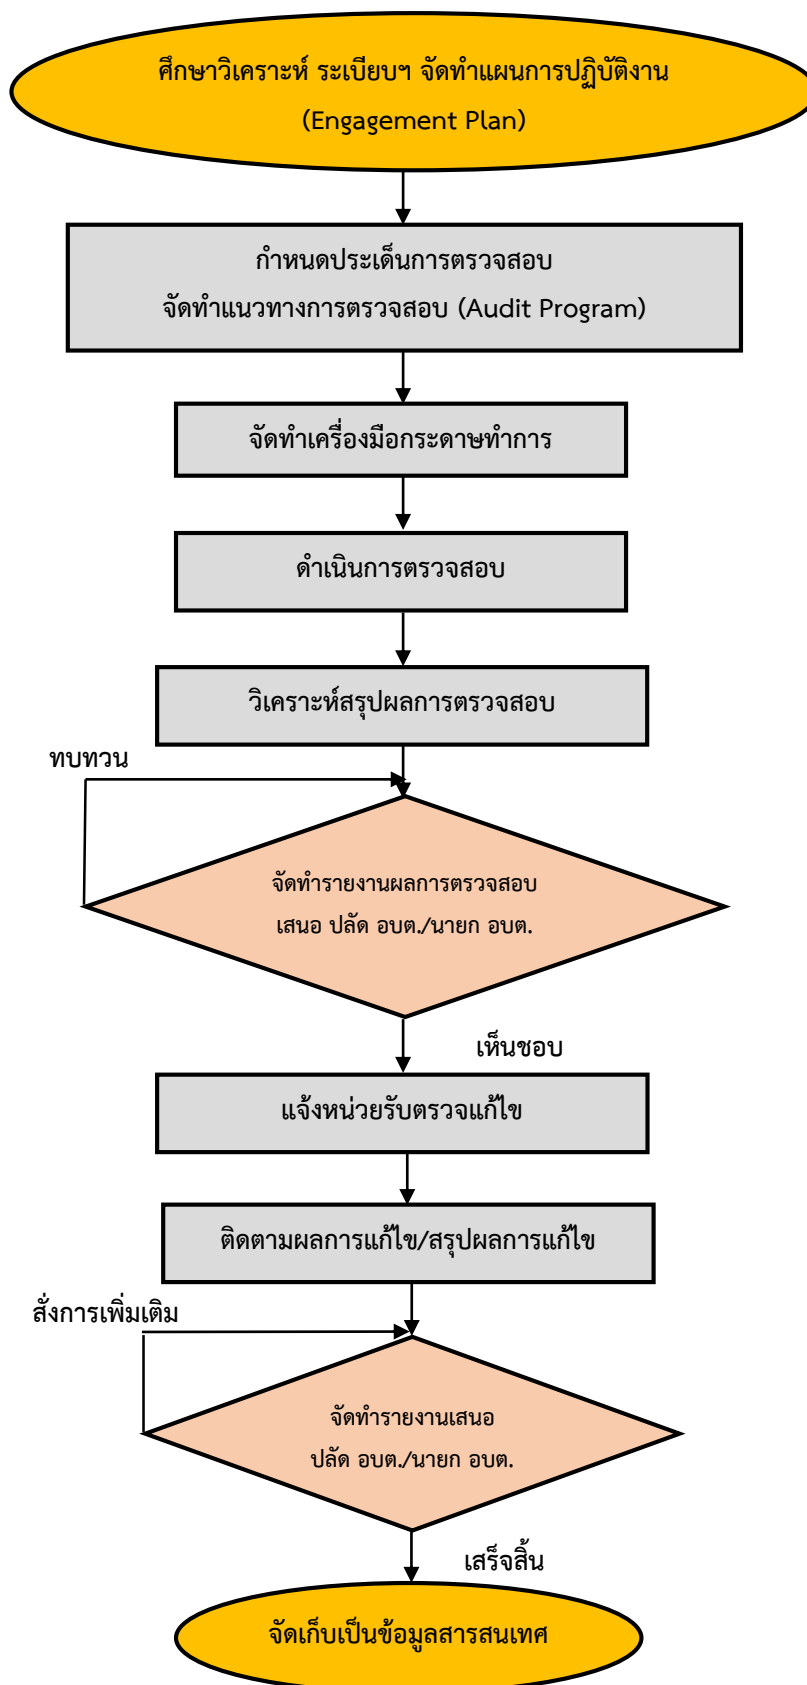 ศึกษาวิเคราะห์ ระเบียบฯ จัดทำแผนการปฏิบัติงาน
(Engagement Plan)
กำหนดประเด็นการตรวจสอบ
จัดทำแนวทางการตรวจสอบ (Audit Program)
จัดทำเครื่องมือกระดาษทำการ
ดำเนินการตรวจสอบ
วิเคราะห์สรุปผลการตรวจสอบ
ทบทวน
จัดทำรายงานผลการตรวจสอบ
เสนอ ปลัด อบต./นายก อบต.
เห็นชอบ
แจ้งหน่วยรับตรวจแก้ไข
ติดตามผลการแก้ไข/สรุปผลการแก้ไข
สั่งการเพิ่มเติม
จัดทำรายงานเสนอ
ปลัด อบต./นายก อบต.
เสร็จสิ้น
จัดเก็บเป็นข้อมูลสารสนเทศ